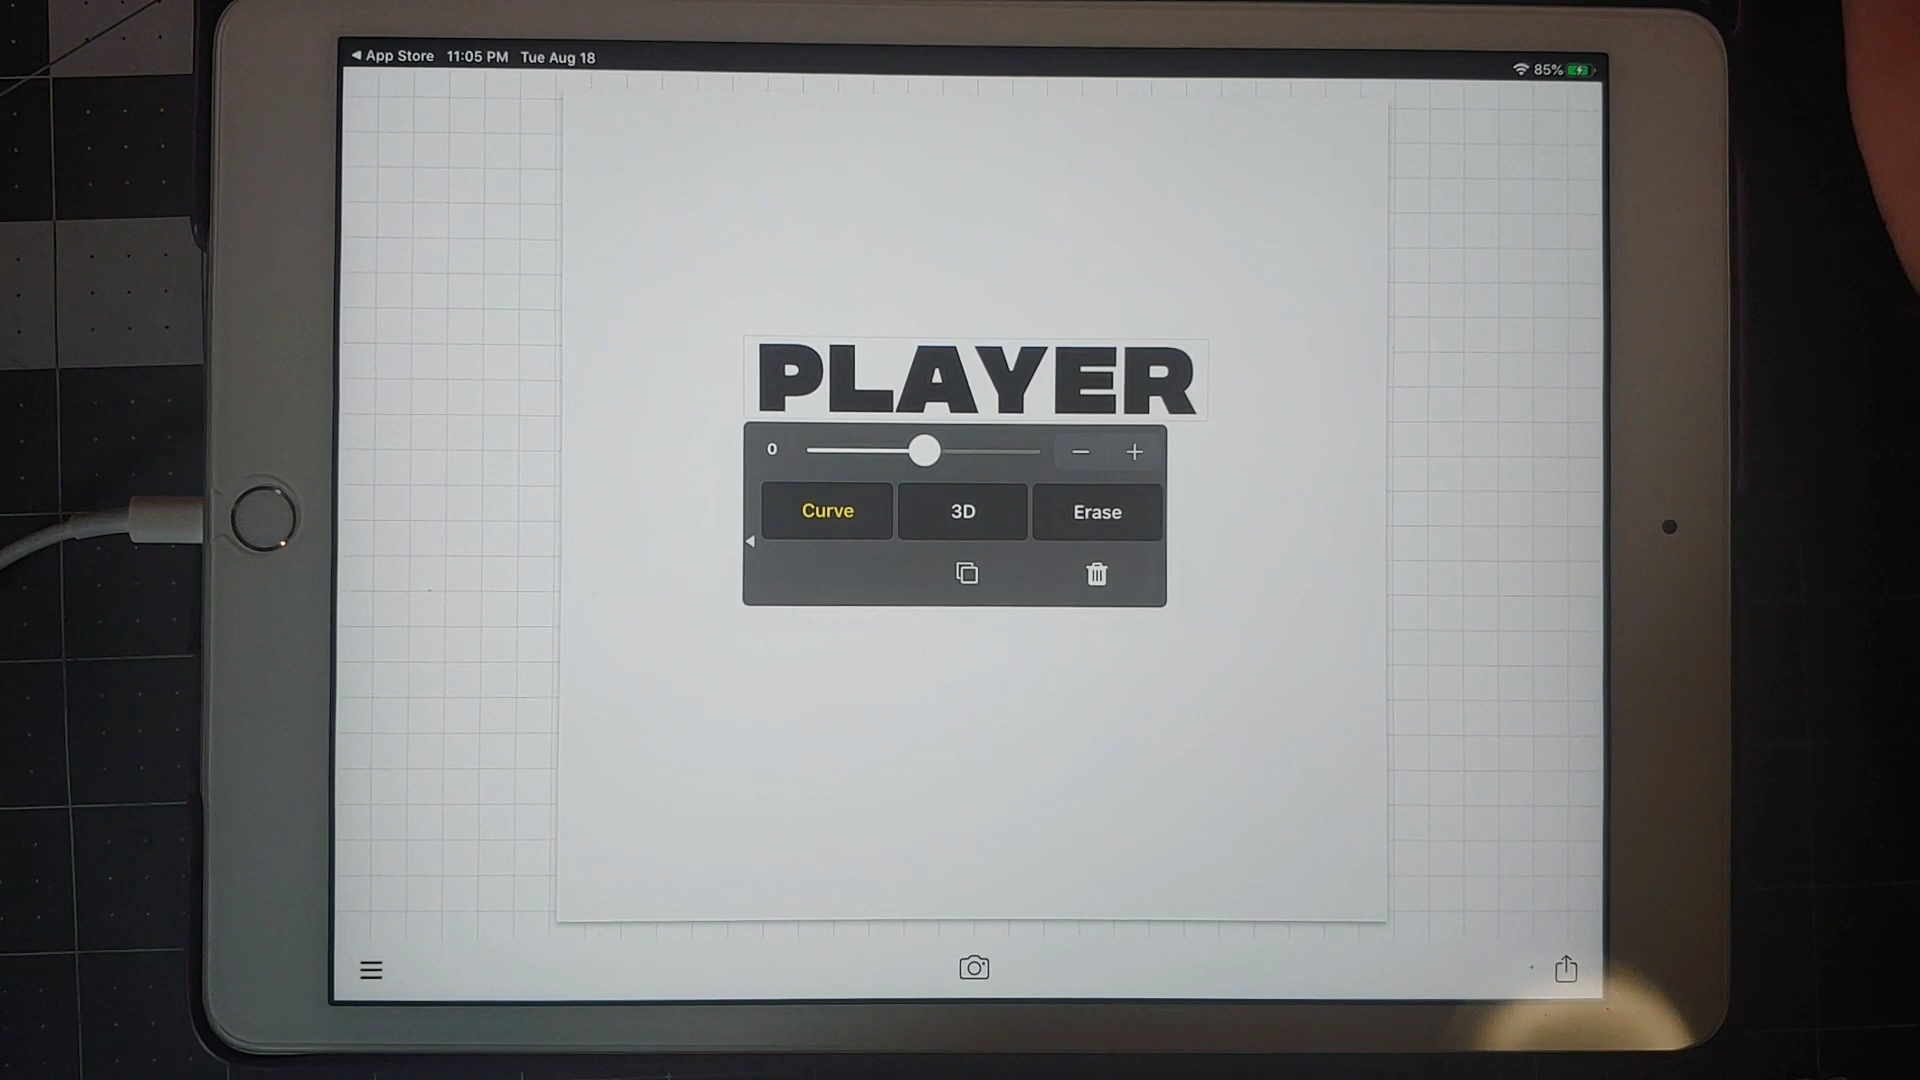 App Store 11:05 PM Tue Aug 18
85%
PLAYER
0
Curve 3D Erase